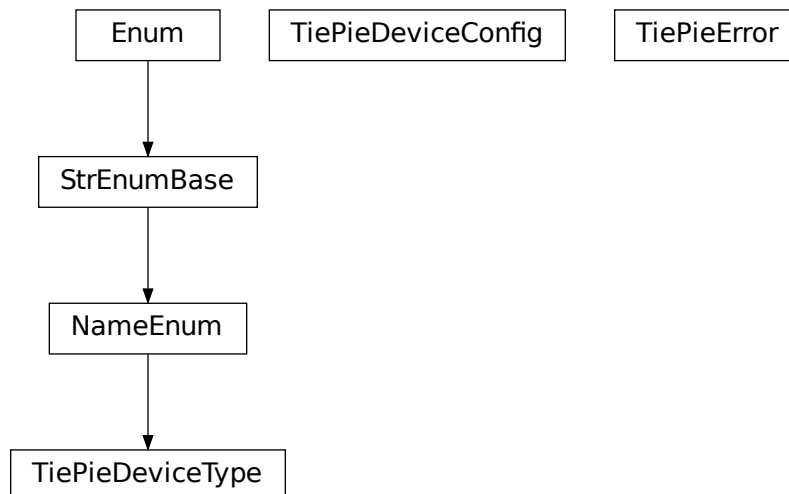 Enum
TiePieDeviceConfig
TiePieError
StrEnumBase
NameEnum
TiePieDeviceType